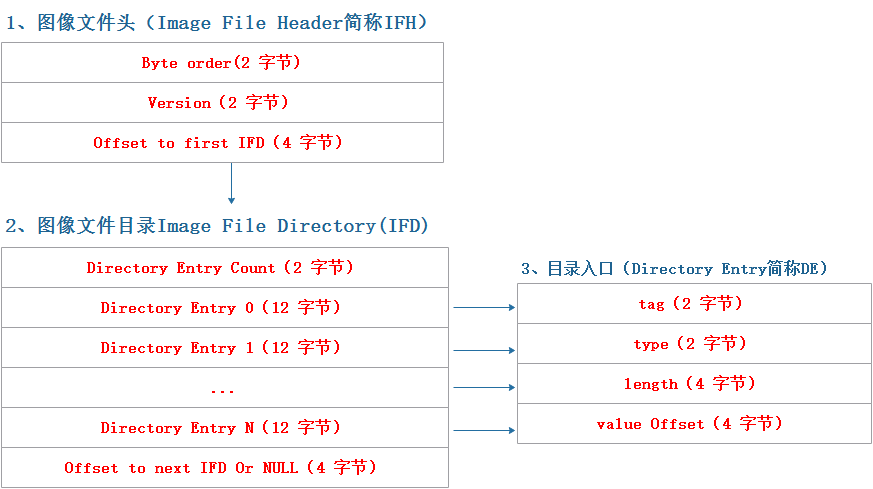 1、图像文件头（Image File Header简称IFH）
Byte order(2 字节)
Version（2 字节）
Offset to first IFD（4 字节）
2、图像文件目录Image File Directory(IFD)
Directory Entry Count（2 字节）
Directory Entry 0（12 字节）
Directory Entry 1（12 字节）
...
Directory Entry N（12 字节）
Offset to next IFD Or NULL（4 字节）
3、目录入口（Directory Entry简称DE）
tag（2 字节）
type（2 字节）
length（4 字节）
value Offset（4 字节）